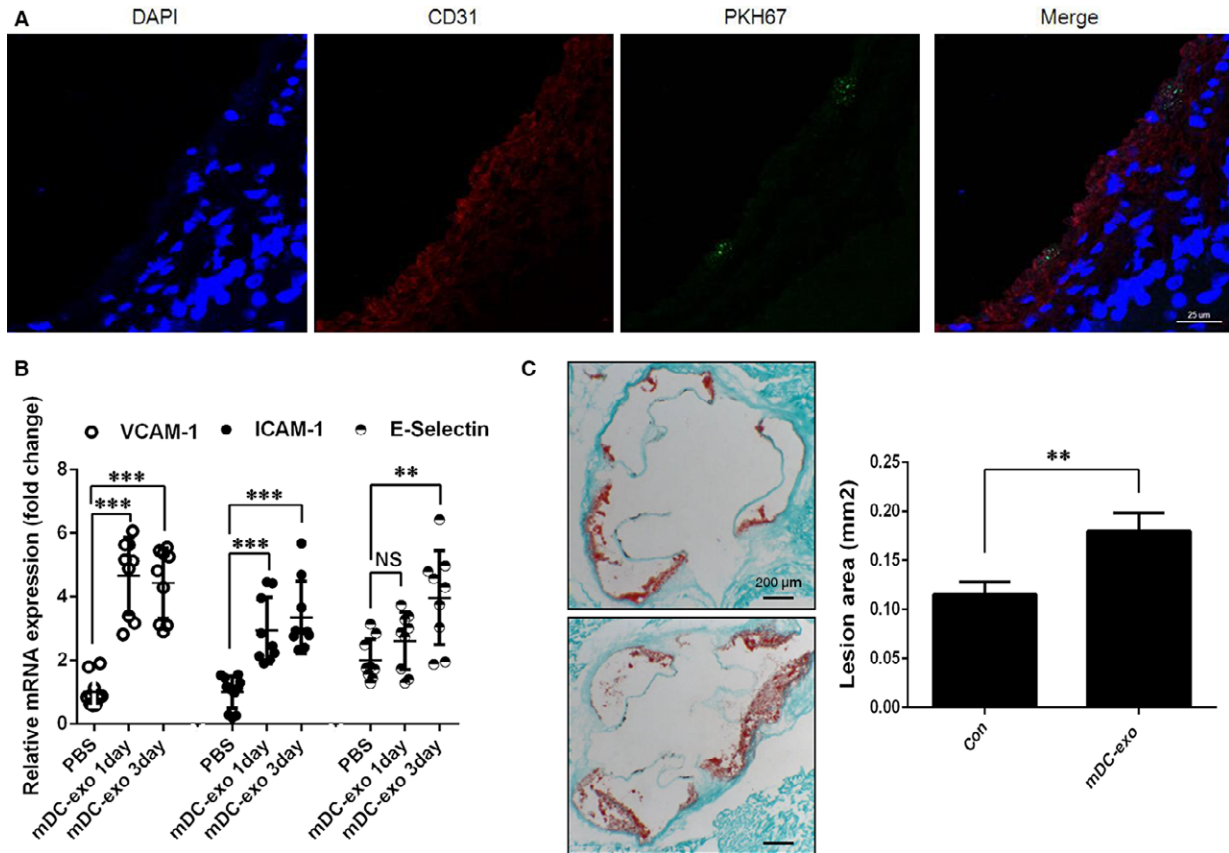 A
DAPI CD31 PKH67 Merge
25 µm
B
Relative mRNA expression (fold change)
VCAM-1 ICAM-1 E-Selectin
8
6
4
2
0
*** *** *** *** ** NS
PBS mDC-exo 1day mDC-exo 3day PBS mDC-exo 1day mDC-exo 3day PBS mDC-exo 1day mDC-exo 3day
C
200 µm
Lesion area (mm2)
0.25
0.20
0.15
0.10
0.05
0.00
**
Con mDC-exo